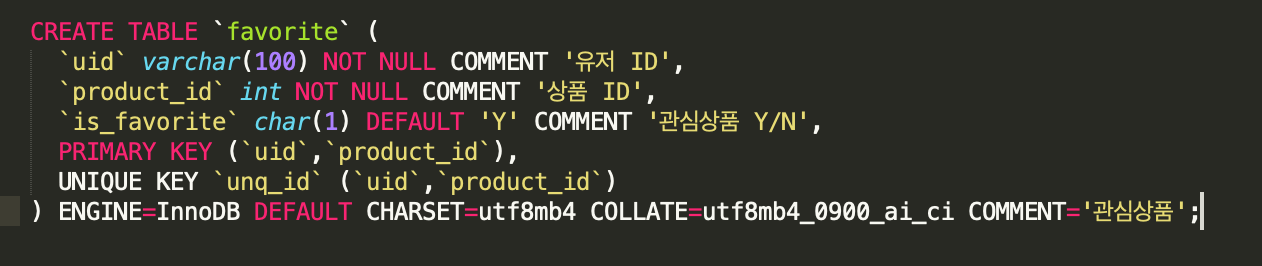 CREATE TABLE `favorite` (
`uid` varchar(100) NOT NULL COMMENT '유저 ID',
`product_id` int NOT NULL COMMENT '상품 ID',
`is_favorite` char(1) DEFAULT 'Y' COMMENT '관심상품 Y/N',
PRIMARY KEY (`uid`,`product_id`),
UNIQUE KEY `unq_id` (`uid`,`product_id`)
) ENGINE=InnoDB DEFAULT CHARSET=utf8mb4 COLLATE=utf8mb4_0900_ai_ci COMMENT='관심상품';